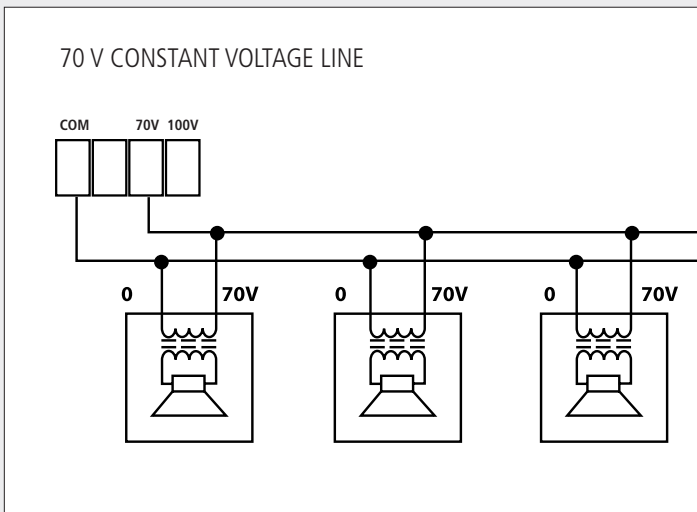 70 V CONSTANT VOLTAGE LINE
COM 70V 100V
0 70V 0 70V 0 70V